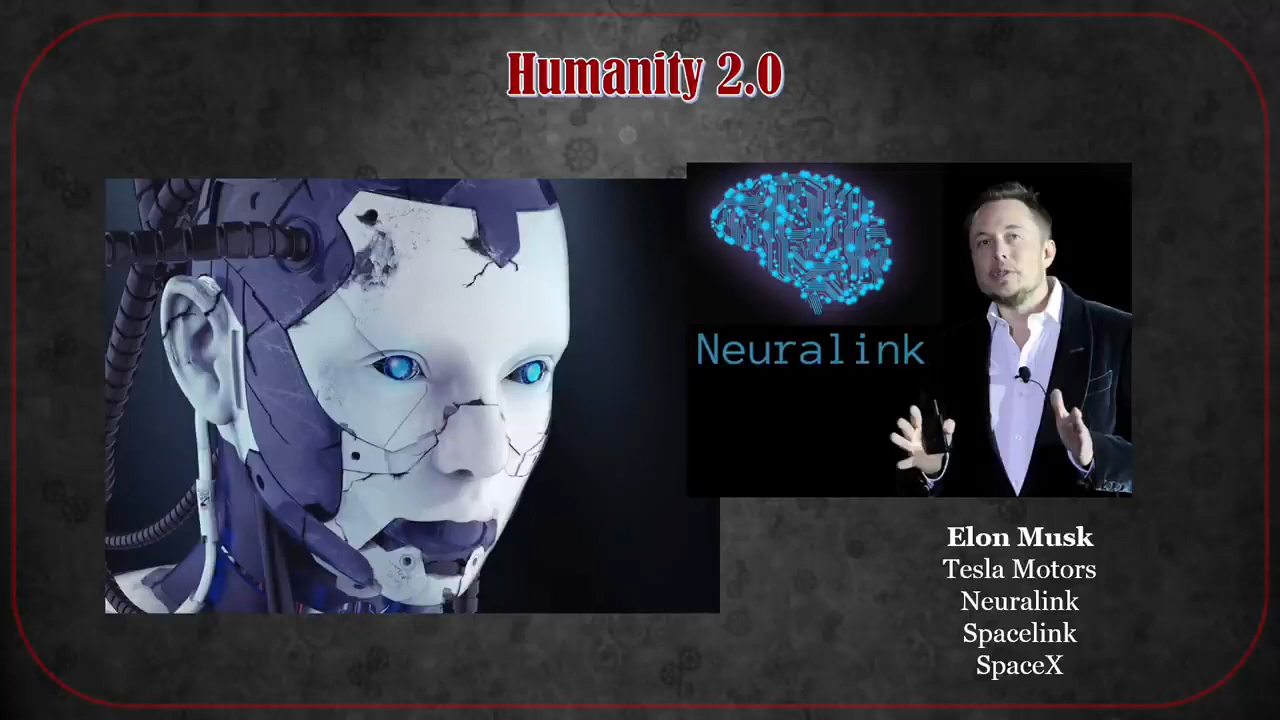 Humanity 2.0
Neuralink
Elon Musk
Tesla Motors
Neuralink
Spacelink
SpaceX